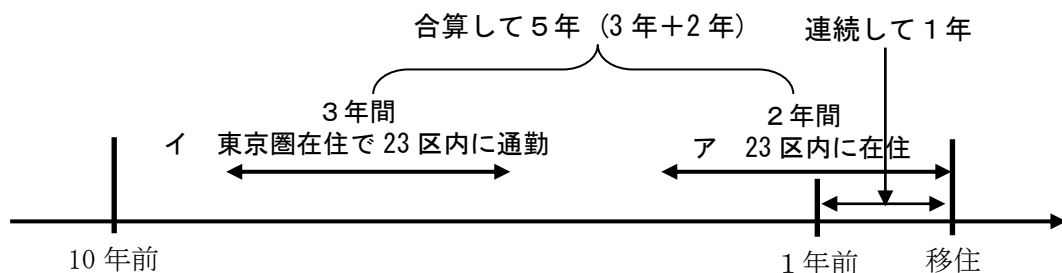 合算して５年（3 年＋2 年）
連続して１年
３年間
２年間
イ 東京圏在住で 23 区内に通勤
ア 23 区内に在住
10 年前
１年前
移住